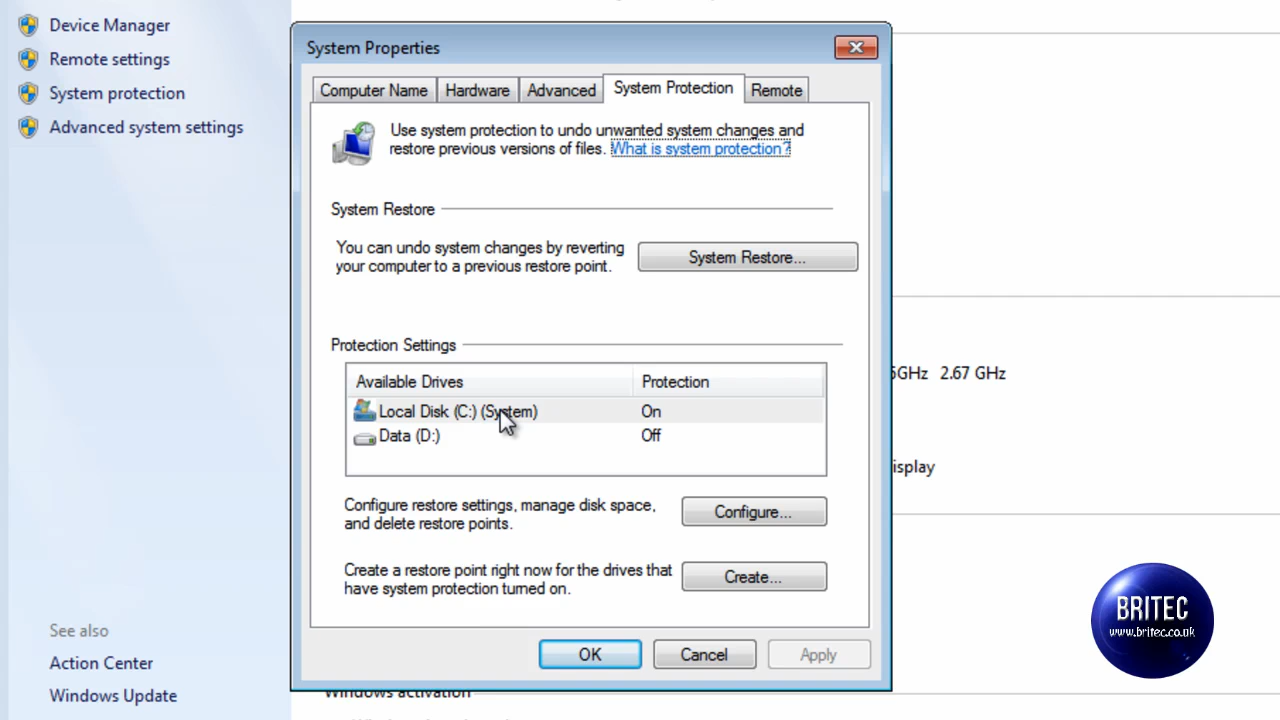 Device Manager
Remote settings
System protection
Advanced system settings
See also
Action Center
Windows Update
System Properties
Computer Name
Hardware
Advanced
System Protection
Remote
Use system protection to undo unwanted system changes and
restore previous versions of files. What is system protection?
System Restore
You can undo system changes by reverting
your computer to a previous restore point.
System Restore...
Protection Settings
Available Drives Protection
Local Disk (C:) (System) On
Data (D:) Off
Configure restore settings, manage disk space,
and delete restore points.
Configure...
Create a restore point right now for the drives that
have system protection turned on.
Create...
OK
Cancel
Apply
GHz 2.67 GHz
isplay
Windows activation
BRITEC
www.britec.co.uk